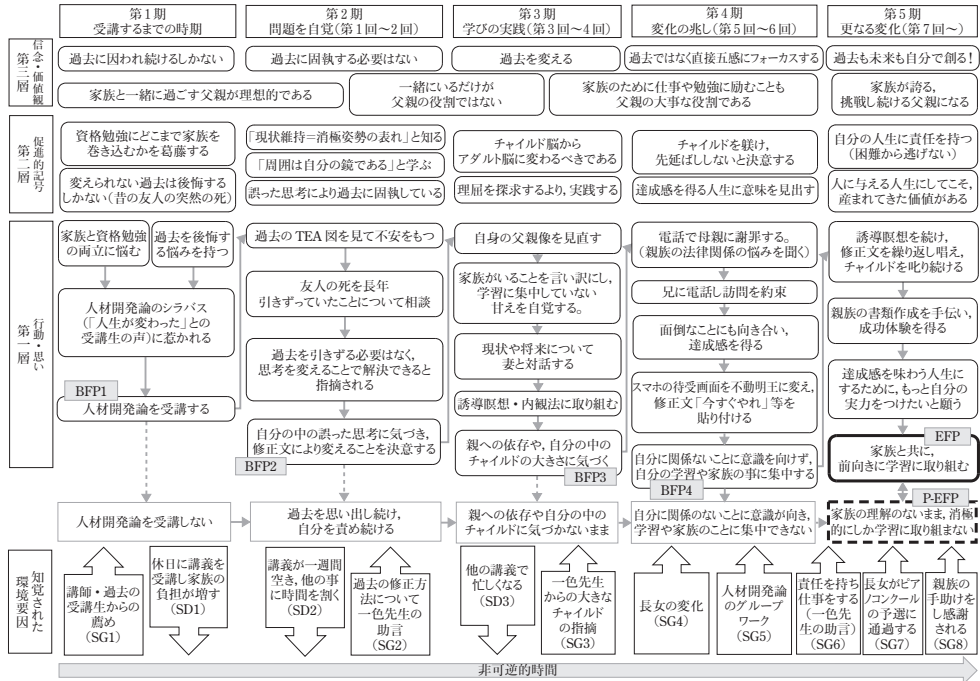 第1期
受講するまでの時期
第2期
問題を自覚(第1回～2回)
第3期
学びの実践(第3回～4回)
第4期
変化の兆し(第5回～6回)
第5期
更なる変化(第7回～)
第三層
信念・価値観
過去に因われ続けるしかない
過去に固執する必要はない
過去を変える
過去ではなく直接五感にフォーカスする
過去も未来も自分で創る！
家族と一緒に過ごす父親が理想的である
一緒にいるだけが
父親の役割ではない
家族のために仕事や勉強に励むことも
父親の大事な役割である
家族が誇る,
挑戦し続ける父親になる
第二層
促進的記号
資格勉強にどこまで家族を
巻き込むかを葛藤する
変えられない過去は後悔する
しかない(昔の友人の突然の死)
「現状維持＝消極姿勢の表れ」と知る
「周囲は自分の鏡である」と学ぶ
誤った思考により過去に固執している
チャイルド脳から
アダルト脳に変わるべきである
理屈を探求するより, 実践する
チャイルドを躾け,
先延ばししないと決意する
達成感を得る人生に意味を見出す
自分の人生に責任を持つ
(困難から逃げない)
人に与える人生にしてこそ,
産まれてきた価値がある
第一層
行動・思い
家族と資格勉強
の両立に悩む
過去を後悔する
悩みを持つ
人材開発論のシラバス
(「人生が変わった」との
受講生の声)に惹かれる
BFP1
人材開発論を受講する
過去のTEA図を見て不安をもつ
友人の死を長年
引きずっていたことについて相談
過去を引きずる必要はなく,
思考を変えることで解決できると
指摘される
自分の中の誤った思考に気づき,
修正文により変えることを決意する
BFP2
自身の父親像を見直す
家族がいることを言い訳にし,
学習に集中していない
甘えを自覚する。
現状や将来について
妻と対話する
誘導瞑想・内観法に取り組む
親への依存や, 自分の中の
チャイルドの大きさに気づく
BFP3
電話で母親に謝罪する。
(親族の法律関係の悩みを聞く)
兄に電話し訪問を約束
面倒なことにも向き合い,
達成感を得る
スマホの待受画面を不動明王に変え,
修正文「今すぐやれ」等を
貼り付ける
自分に関係ないことに意識を向けず,
自分の学習や家族の事に集中する
BFP4
誘導瞑想を続け,
修正文を繰り返し唱え,
チャイルドを叱り続ける
親族の書類作成を手伝い,
成功体験を得る
達成感を味わう人生に
するために, もっと自分の
実力をつけたいと願う
EFP
家族と共に,
前向きに学習に取り組む
P-EFP
人材開発論を受講しない
過去を思い出し続け,
自分を責め続ける
親への依存や自分の中の
チャイルドに気づかないまま
自分に関係のないことに意識が向き,
学習や家族のことに集中できない
家族の理解のないまま, 消極
的にしか学習に取り組まない
知覚された
環境要因
講師・過去の
受講生からの
薦め
(SG1)
休日に講義を
受講し家族の
負担が増す
(SD1)
講義が一週間
空き, 他の事
に時間を割く
(SD2)
過去の修正方
法について
一色先生の
助言
(SG2)
他の講義で
忙しくなる
(SD3)
一色先生
からの大きな
チャイルド
の指摘
(SG3)
長女の変化
(SG4)
人材開発論
のグループ
ワーク
(SG5)
責任を持ち
仕事をする
(一色先
生の助言)
(SG6)
長女がピア
ノコンクール
の予選に
通過する
(SG7)
親族の
手助けを
し感謝
される
(SG8)
非可逆的時間